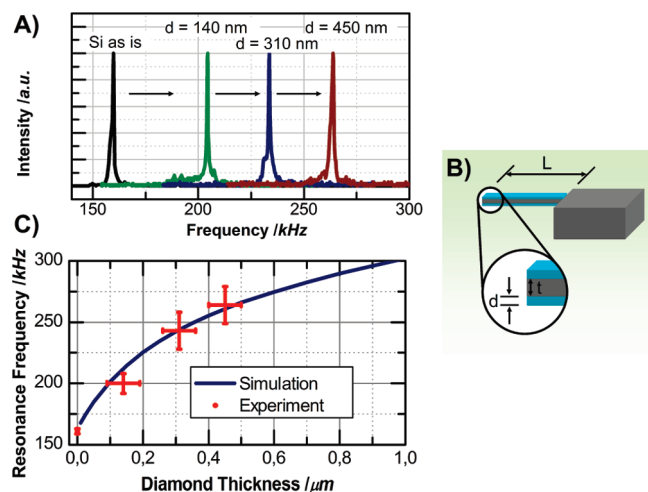 A)
Si as is
d = 140 nm
d = 310 nm
d = 450 nm
Intensity /a.u.
150 200 250 300
Frequency /kHz
B)
L
t
d
C)
Resonance Frequency /kHz
300
250
200
150
Simulation
Experiment
0,0 0,2 0,4 0,6 0,8 1,0
Diamond Thickness /μm